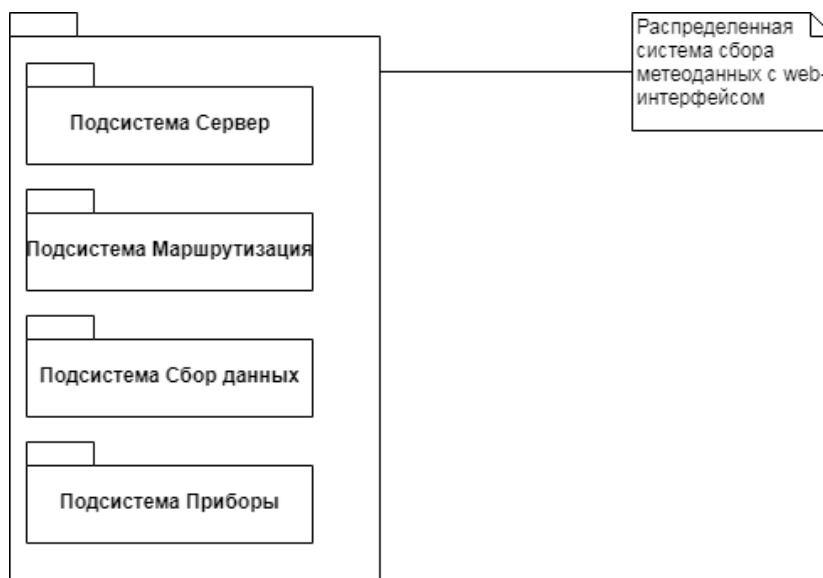 Распределенная
система сбора
метеоданных с web-
интерфейсом
Подсистема Сервер
Подсистема Маршрутизация
Подсистема Сбор данных
Подсистема Приборы